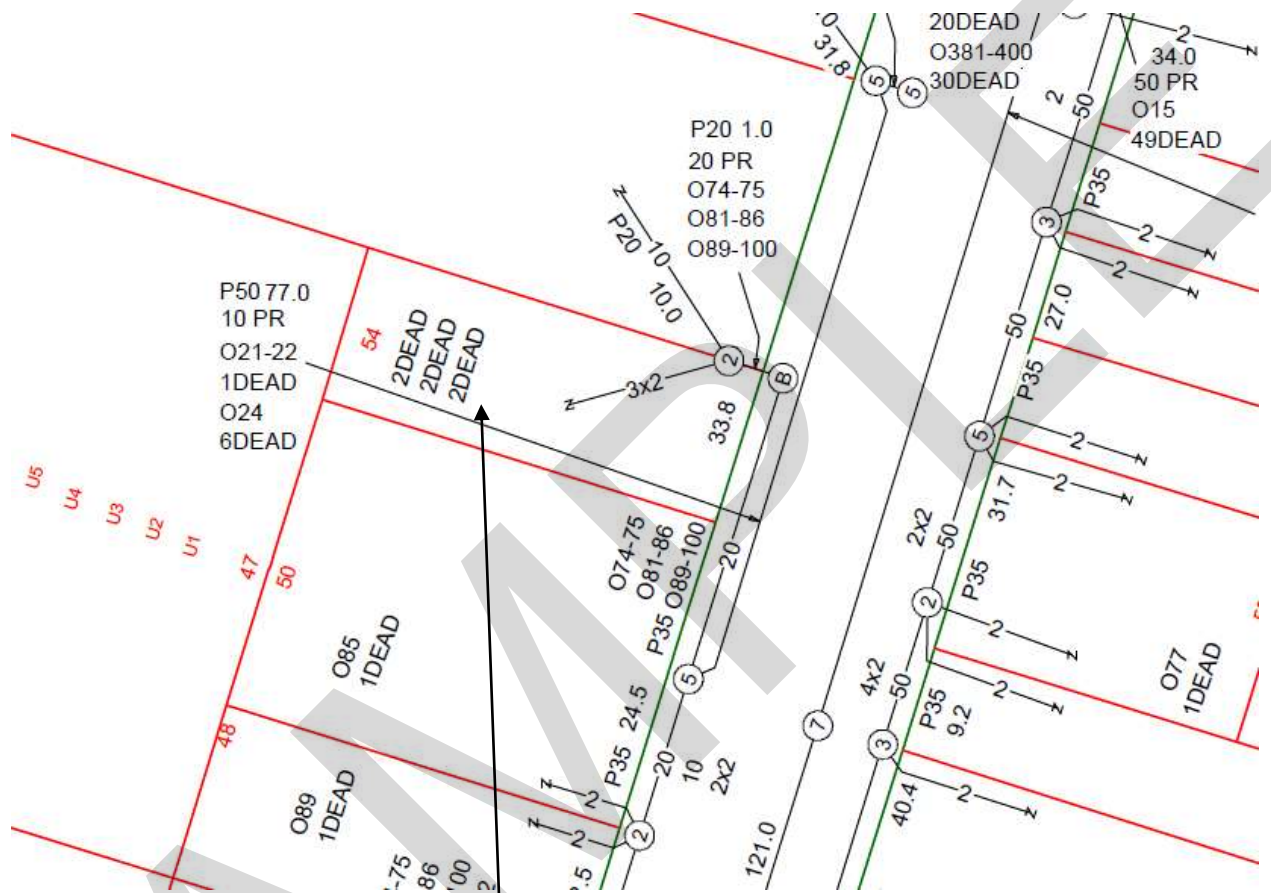 20DEAD
O381-400
30DEAD
31.8
5
5
2
34.0
50 PR
O15
49DEAD
2
50
P20 1.0
20 PR
O74-75
O81-86
O89-100
P35
3
2
2
P20
10
10.0
P50 77.0
10 PR
O21-22
1DEAD
O24
6DEAD
54
2DEAD
2DEAD
2DEAD
2
B
3x2
33.8
50
27.0
P35
5
2
2
31.7
U5
U4
U3
U2
U1
47
50
O74-75
O81-86
O89-100
20
2x2
50
P35
2
2
2
O85
1DEAD
P35
5
24.5
4x2
50
P35
9.2
O77
1DEAD
48
7
3
P35
20
10
2x2
O89
1DEAD
2
2
2
2
40.4
121.0